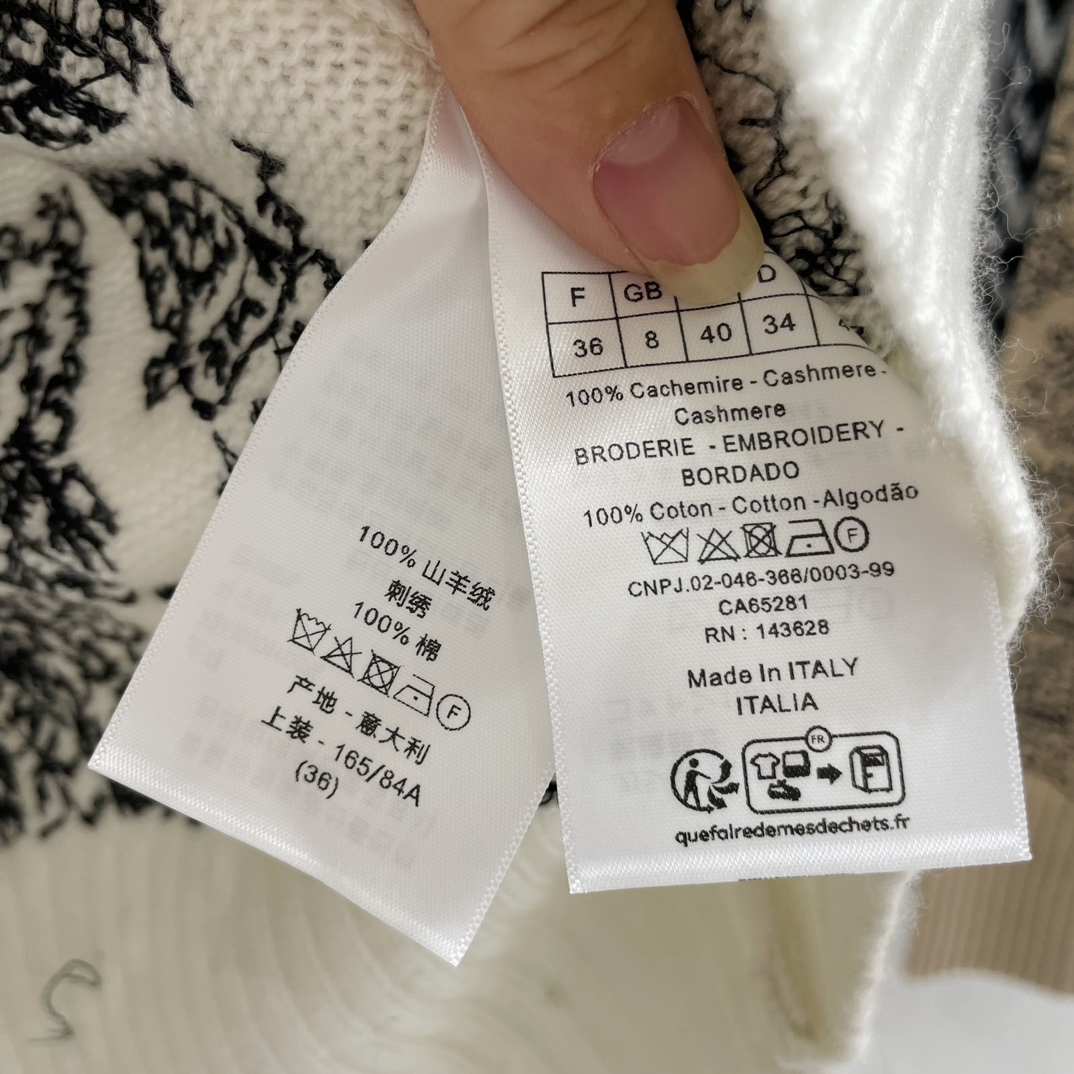 100% 山羊绒
刺绣
100% 棉
F
产地 - 意大利
上装 - 165/84A
(36)
F GB D
36 8 40 34
100% Cachemire - Cashmere -
Cashmere
BRODERIE - EMBROIDERY -
BORDADO
100% Coton - Cotton -Algodão
F
CNPJ.02-046-366/0003-99
CA65281
RN : 143628
Made In ITALY
ITALIA
FR
quefairedemesdechets.fr